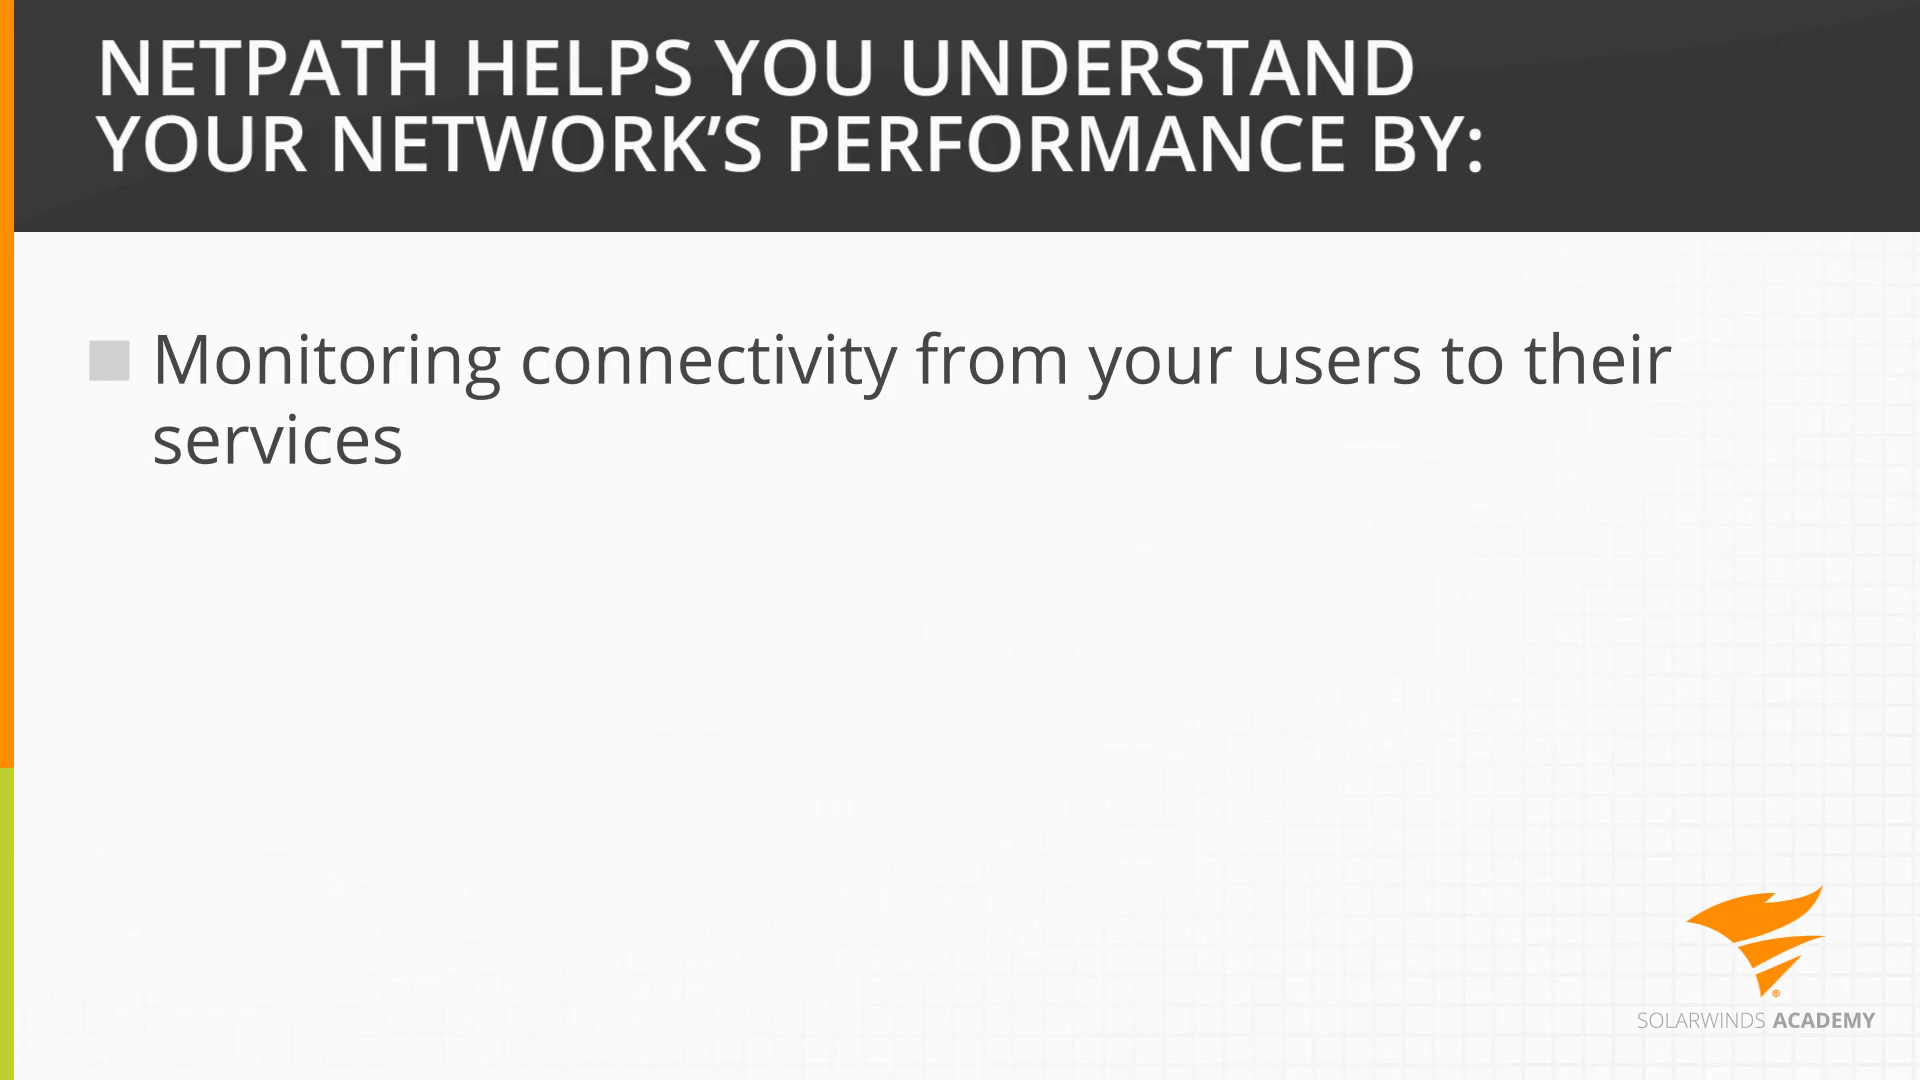 NETPATH HELPS YOU UNDERSTAND
YOUR NETWORK’S PERFORMANCE BY:
Monitoring connectivity from your users to their
services
®
SOLARWINDS ACADEMY